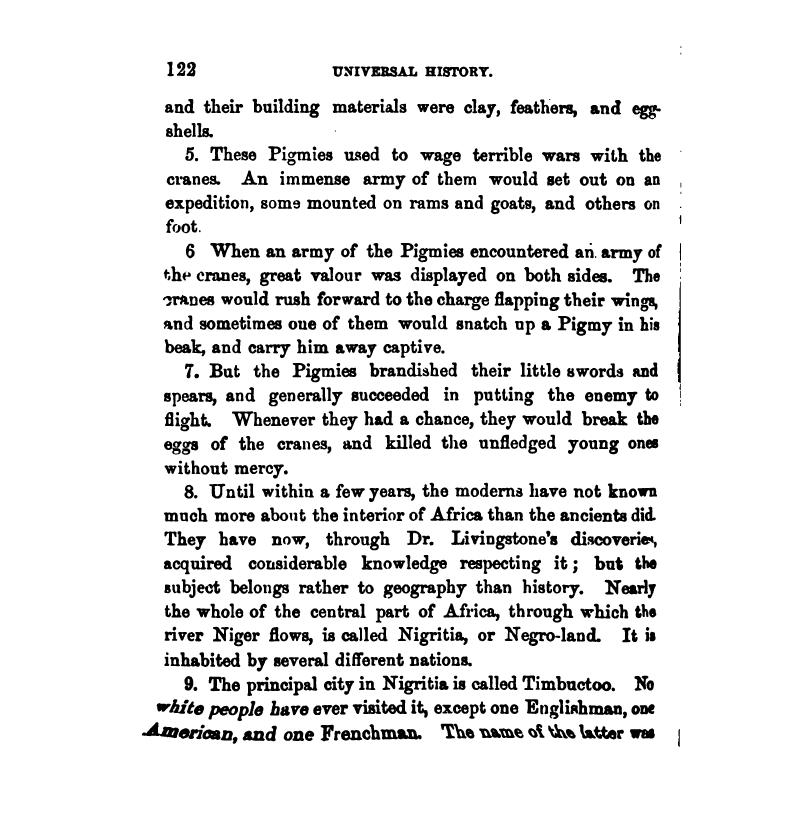 122 UNIVERSAL HISTORY.
and their building materials were clay, feathers, and egg-
shells.
5. These Pigmies used to wage terrible wars with the
cranes. An immense army of them would set out on an
expedition, some mounted on rams and goats, and others on
foot.
6 When an army of the Pigmies encountered an army of
the cranes, great valour was displayed on both sides. The
cranes would rush forward to the charge flapping their wings,
and sometimes one of them would snatch up a Pigmy in his
beak, and carry him away captive.
7. But the Pigmies brandished their little swords and
spears, and generally succeeded in putting the enemy to
flight. Whenever they had a chance, they would break the
eggs of the cranes, and killed the unfledged young ones
without mercy.
8. Until within a few years, the moderns have not known
much more about the interior of Africa than the ancients did.
They have now, through Dr. Livingstone's discoveries,
acquired considerable knowledge respecting it; but the
subject belongs rather to geography than history. Nearly
the whole of the central part of Africa, through which the
river Niger flows, is called Nigritia, or Negro-land. It is
inhabited by several different nations.
9. The principal city in Nigritia is called Timbuctoo. No
white people have ever visited it, except one Englishman, one
American, and one Frenchman. The name of the latter was